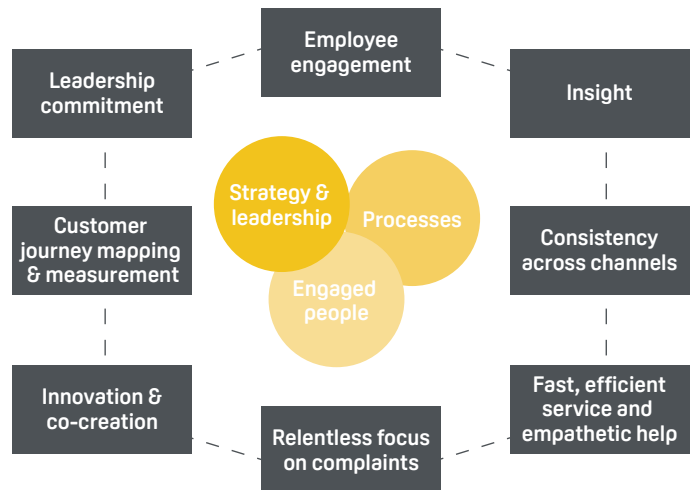 Employee
engagement
Leadership
commitment
Insight
Strategy &
leadership
Processes
Customer
journey mapping
& measurement
Consistency
across channels
Engaged
people
Innovation &
co-creation
Fast, efficient
service and
empathetic help
Relentless focus
on complaints